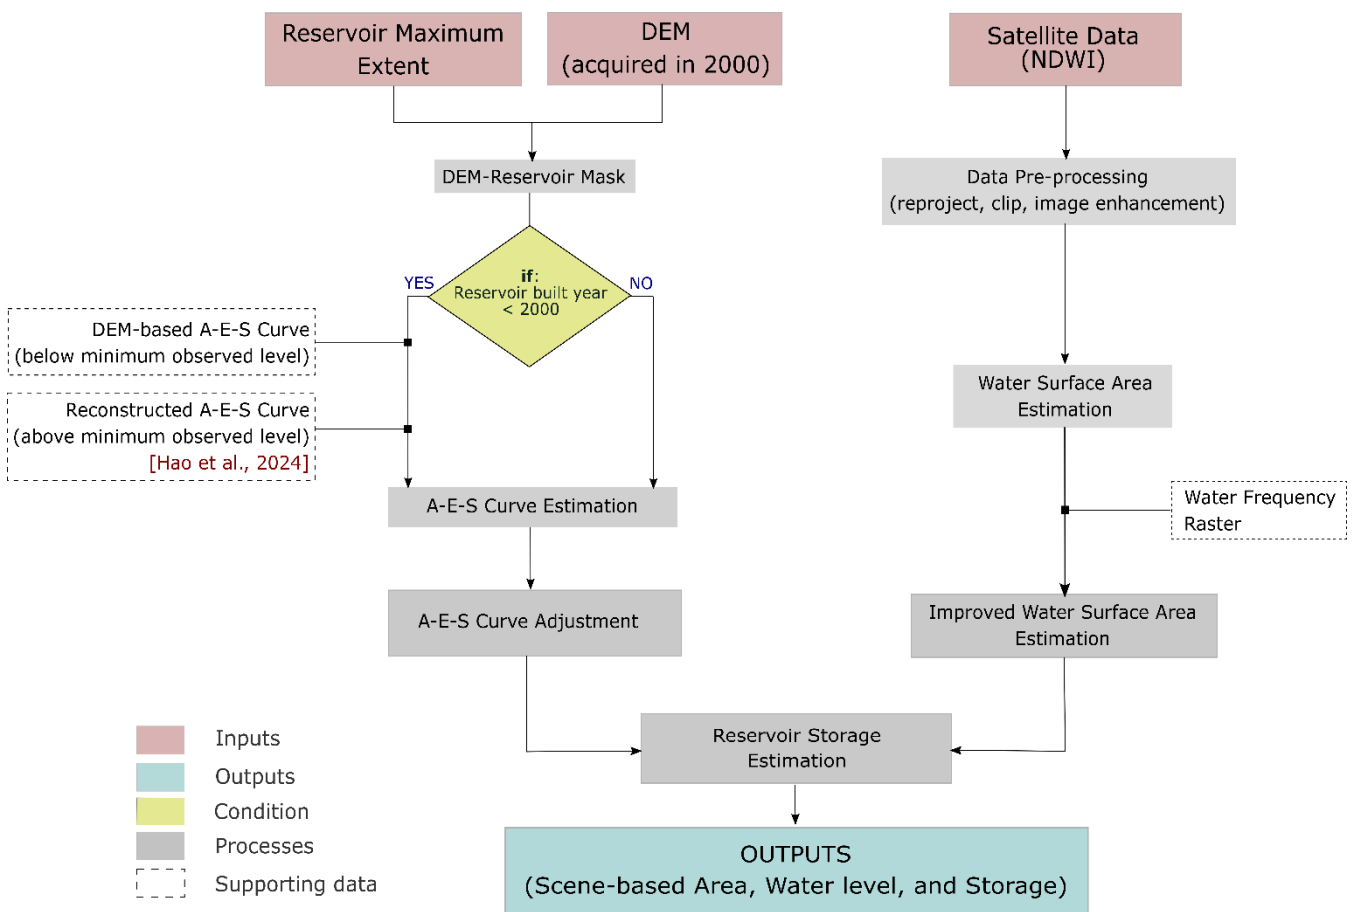 Reservoir Maximum
Extent
DEM
(acquired in 2000)
Satellite Data
(NDWI)
DEM-Reservoir Mask
Data Pre-processing
(reproject, clip, image enhancement)
YES
if:
Reservoir built year
< 2000
NO
DEM-based A-E-S Curve
(below minimum observed level)
Reconstructed A-E-S Curve
(above minimum observed level)
[Hao et al., 2024]
Water Surface Area
Estimation
A-E-S Curve Estimation
Water Frequency
Raster
A-E-S Curve Adjustment
Improved Water Surface Area
Estimation
Reservoir Storage
Estimation
Inputs
Outputs
Condition
Processes
Supporting data
OUTPUTS
(Scene-based Area, Water level, and Storage)